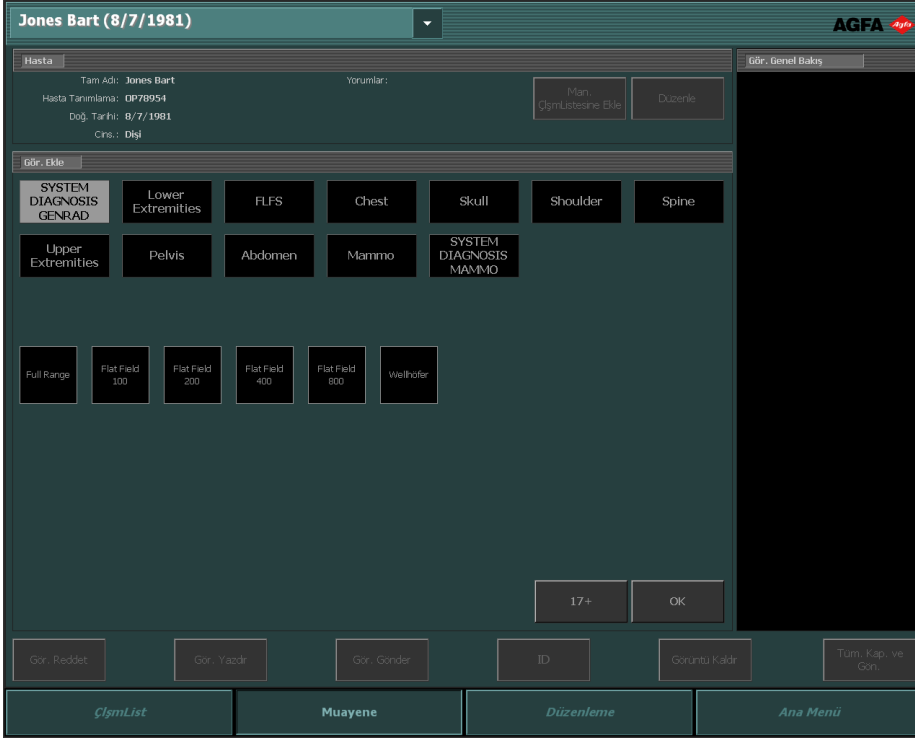 Jones Bart (8/7/1981)
AGFA
Agfa
Hasta
Tam Adı: Jones Bart
Hasta Tanımlama: OP78954
Doğ. Tarihi: 8/7/1981
Cins.: Dişi
Yorumlar:
Man.
ÇlşmListesine Ekle
Düzenle
Gör. Genel Bakış
Gör. Ekle
SYSTEM
DIAGNOSIS
GENRAD
Lower
Extremities
FLFS
Chest
Skull
Shoulder
Spine
Upper
Extremities
Pelvis
Abdomen
Mammo
SYSTEM
DIAGNOSIS
MAMMO
Full Range
Flat Field
100
Flat Field
200
Flat Field
400
Flat Field
800
Wellhöfer
17+
OK
Gör. Reddet
Gör. Yazdır
Gör. Gönder
ID
Görüntü Kaldır
Tüm. Kap. ve
Gön.
ÇlşmList
Muayene
Düzenleme
Ana Menü